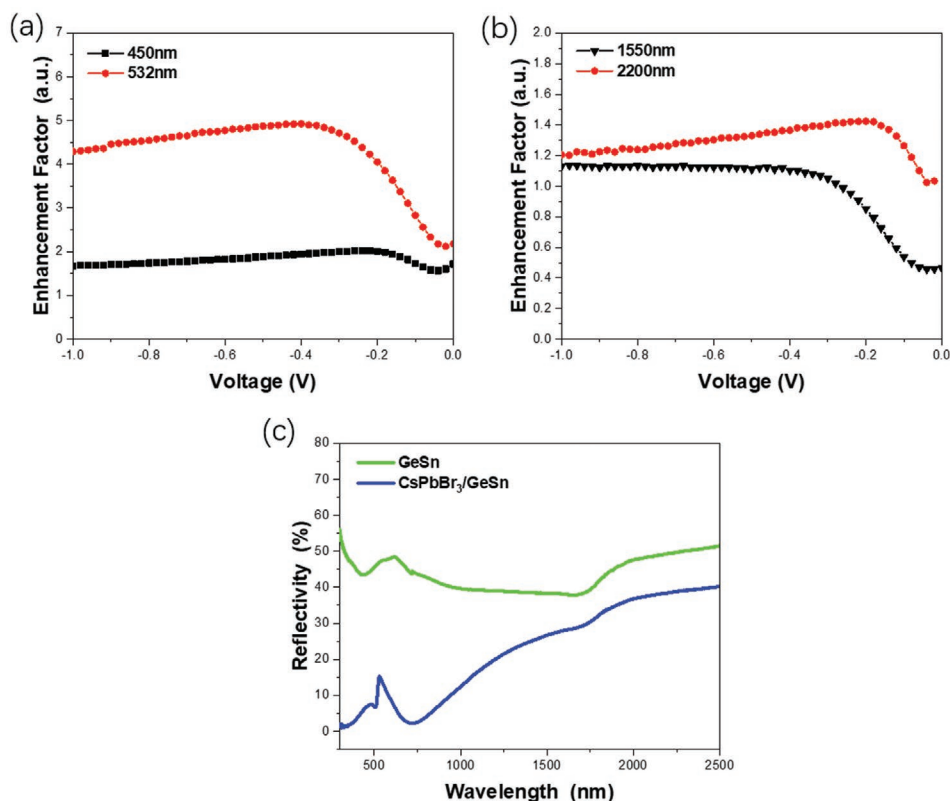 (a)
Enhancement Factor (a.u.)
7
6
5
4
3
2
1
0
450nm
532nm
-1.0 -0.8 -0.6 -0.4 -0.2 0.0
Voltage (V)
(b)
Enhancement Factor (a.u.)
2.0
1.8
1.6
1.4
1.2
1.0
0.8
0.6
0.4
0.2
0.0
1550nm
2200nm
-1.0 -0.8 -0.6 -0.4 -0.2 0.0
Voltage (V)
(c)
Reflectivity (%)
80
70
60
50
40
30
20
10
0
GeSn
CsPbBr₃/GeSn
500 1000 1500 2000 2500
Wavelength (nm)